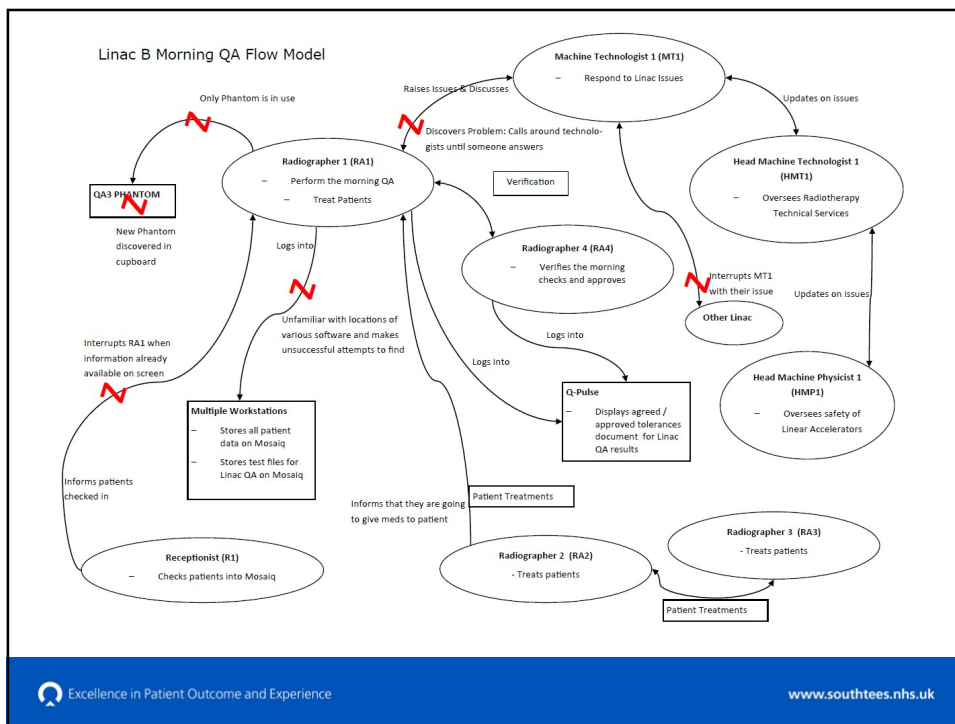 Linac B Morning QA Flow Model
Machine Technologist 1 (MT1)
– Respond to Linac Issues
Raises Issues & Discusses
Only Phantom is in use
Updates on issues
Discovers Problem: Calls around technolo-
gists until someone answers
Radiographer 1 (RA1)
– Perform the morning QA
– Treat Patients
Verification
Head Machine Technologist 1
(HMT1)
– Oversees Radiotherapy
Technical Services
QA3 PHANTOM
New Phantom
discovered in
cupboard
Logs into
Radiographer 4 (RA4)
– Verifies the morning
checks and approves
Interrupts MT1
with their issue
Updates on issues
Other Linac
Unfamiliar with locations of
various software and makes
unsuccessful attempts to find
Logs into
Interrupts RA1 when
information already
available on screen
Logs into
Head Machine Physicist 1
(HMP1)
– Oversees safety of
Linear Accelerators
Q-Pulse
– Displays agreed /
approved tolerances
document for Linac
QA results
Multiple Workstations
– Stores all patient
data on Mosaiq
– Stores test files for
Linac QA on Mosaiq
Informs patients
checked in
Informs that they are going
to give meds to patient
Patient Treatments
Receptionist (R1)
– Checks patients into Mosaiq
Radiographer 2 (RA2)
- Treats patients
Radiographer 3 (RA3)
- Treats patients
Patient Treatments
Excellence in Patient Outcome and Experience
www.southtees.nhs.uk